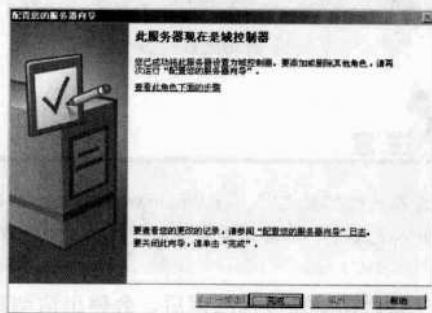 配置您的服务器向导
此服务器现在是域控制器
您已成功将此服务器设置为域控制器。要添加或删除其他角色，请再
次运行“配置您的服务器向导”。
查看此角色下面的步骤
要查看您的更改的记录，请参阅“配置您的服务器向导”日志。
要关闭此向导，请单击“完成”。
完成
取消
帮助